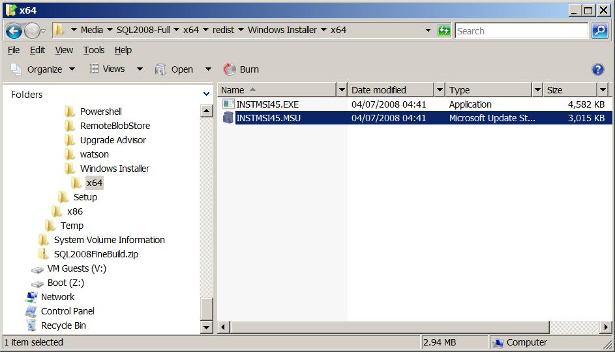 x64
Media SQL2008-Full x64 redist Windows Installer x64 Search
File Edit View Tools Help
Organize Views Open Burn
Folders
Powershell
RemoteBlobStore
Upgrade Advisor
watson
Windows Installer
x64
Setup
x86
Temp
System Volume Information
SQL2008FineBuild.zip
VM Guests (V:)
Boot (Z:)
Network
Control Panel
Recycle Bin
Name Date modified Type Size
INSTMSI45.EXE 04/07/2008 04:41 Application 4,582 KB
INSTMSI45.MSU 04/07/2008 04:41 Microsoft Update St... 3,015 KB
1 item selected 2.94 MB Computer